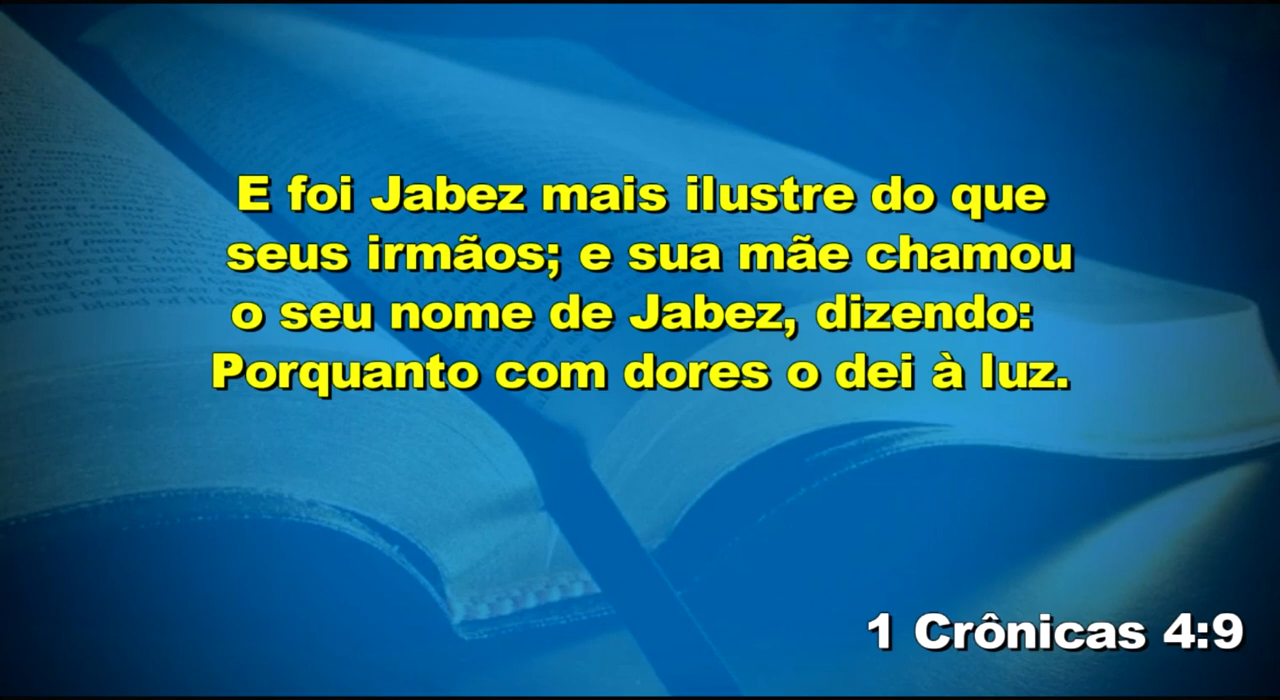 E foi Jabez mais ilustre do que
seus irmãos; e sua mãe chamou
o seu nome de Jabez, dizendo:
Porquanto com dores o dei à luz.
1 Crônicas 4:9